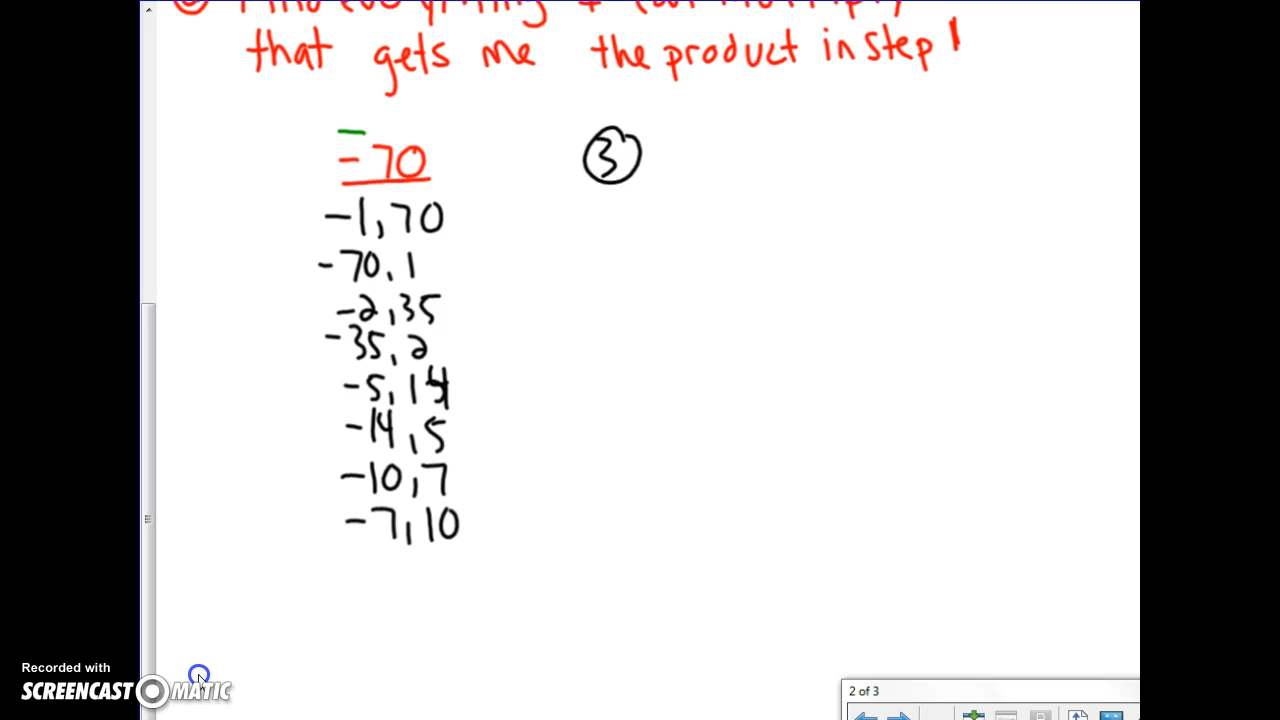 that gets me the product in step 1
-70
③
-1,70
-70,1
-2,35
-35,2
-5,14
-14,5
-10,7
-7,10
Recorded with
SCREENCAST MATIC
2 of 3